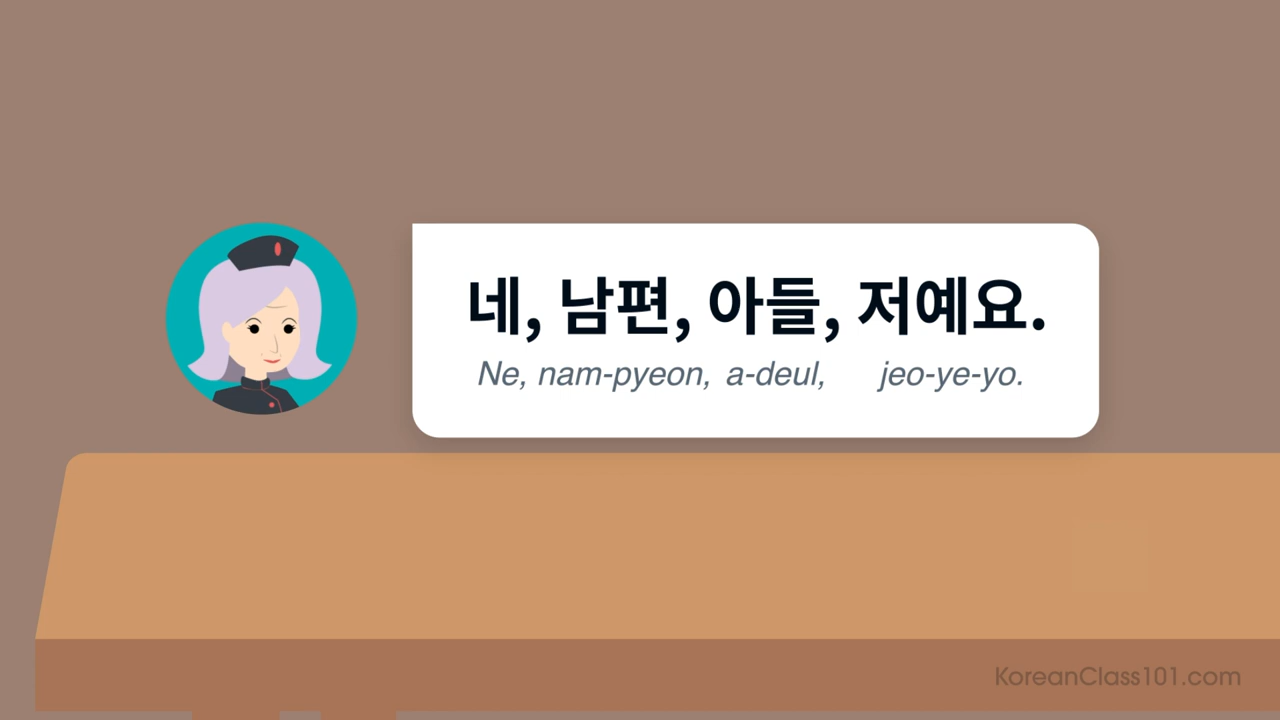 네, 남편, 아들, 저예요.
Ne, nam-pyeon, a-deul, jeo-ye-yo.
KoreanClass101.com